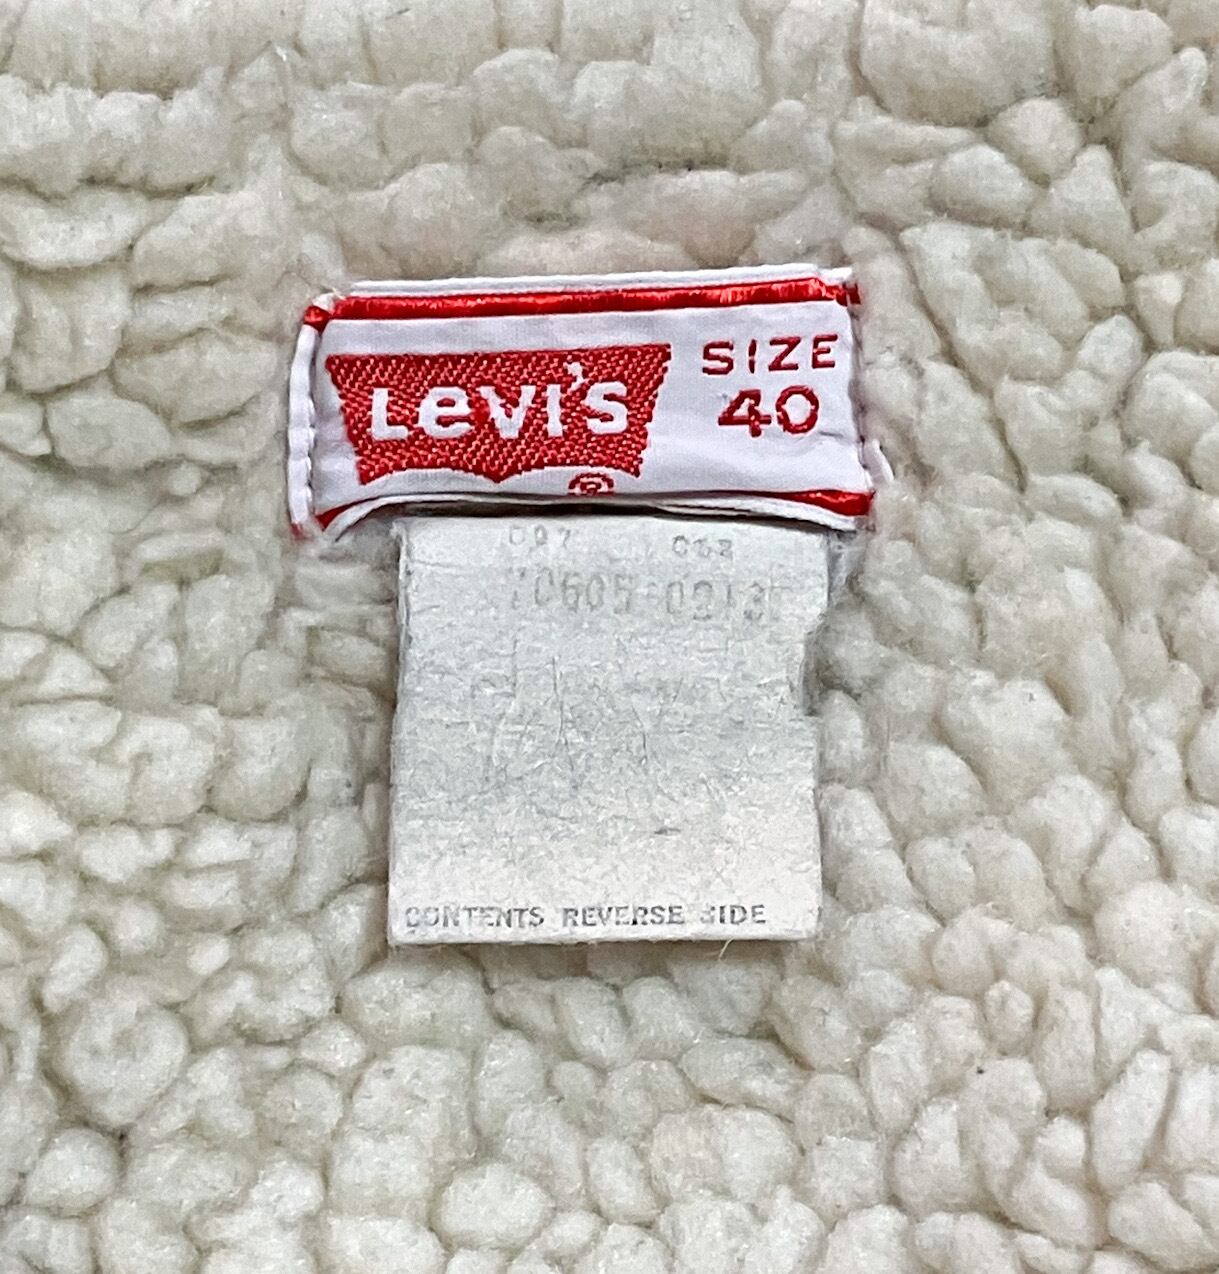 Levi's
SIZE
40
®
70605-0213
CONTENTS REVERSE SIDE